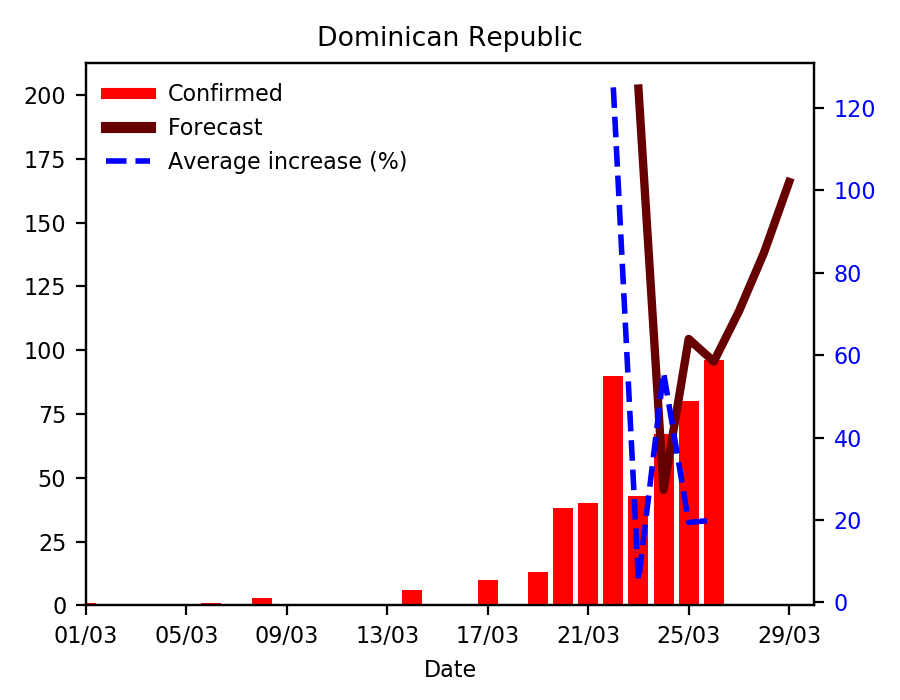 Dominican Republic
Confirmed
Forecast
Average increase (%)
200
175
150
125
100
75
50
25
0
120
100
80
60
40
20
0
01/03 05/03 09/03 13/03 17/03 21/03 25/03 29/03
Date